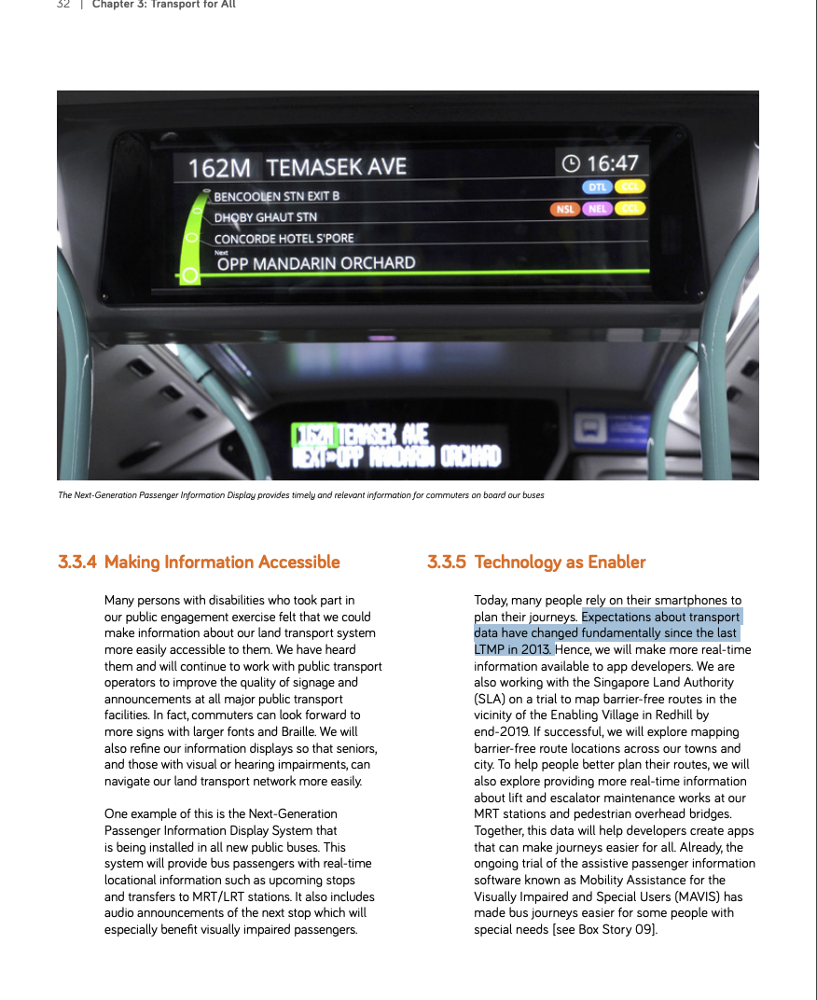 32 | Chapter 3: Transport for All
162M TEMASEK AVE 16:47
BENCOOLEN STN EXIT B DTL CCL
DHOBY GHAUT STN NSL NEL CCL
CONCORDE HOTEL S'PORE
Next
OPP MANDARIN ORCHARD
162M TEMASEK AVE
NEXT»OPP MANDARIN ORCHARD
The Next-Generation Passenger Information Display provides timely and relevant information for commuters on board our buses
3.3.4 Making Information Accessible
Many persons with disabilities who took part in
our public engagement exercise felt that we could
make information about our land transport system
more easily accessible to them. We have heard
them and will continue to work with public transport
operators to improve the quality of signage and
announcements at all major public transport
facilities. In fact, commuters can look forward to
more signs with larger fonts and Braille. We will
also refine our information displays so that seniors,
and those with visual or hearing impairments, can
navigate our land transport network more easily.
One example of this is the Next-Generation
Passenger Information Display System that
is being installed in all new public buses. This
system will provide bus passengers with real-time
locational information such as upcoming stops
and transfers to MRT/LRT stations. It also includes
audio announcements of the next stop which will
especially benefit visually impaired passengers.
3.3.5 Technology as Enabler
Today, many people rely on their smartphones to
plan their journeys. Expectations about transport
data have changed fundamentally since the last
LTMP in 2013. Hence, we will make more real-time
information available to app developers. We are
also working with the Singapore Land Authority
(SLA) on a trial to map barrier-free routes in the
vicinity of the Enabling Village in Redhill by
end-2019. If successful, we will explore mapping
barrier-free route locations across our towns and
city. To help people better plan their routes, we will
also explore providing more real-time information
about lift and escalator maintenance works at our
MRT stations and pedestrian overhead bridges.
Together, this data will help developers create apps
that can make journeys easier for all. Already, the
ongoing trial of the assistive passenger information
software known as Mobility Assistance for the
Visually Impaired and Special Users (MAVIS) has
made bus journeys easier for some people with
special needs [see Box Story 09].